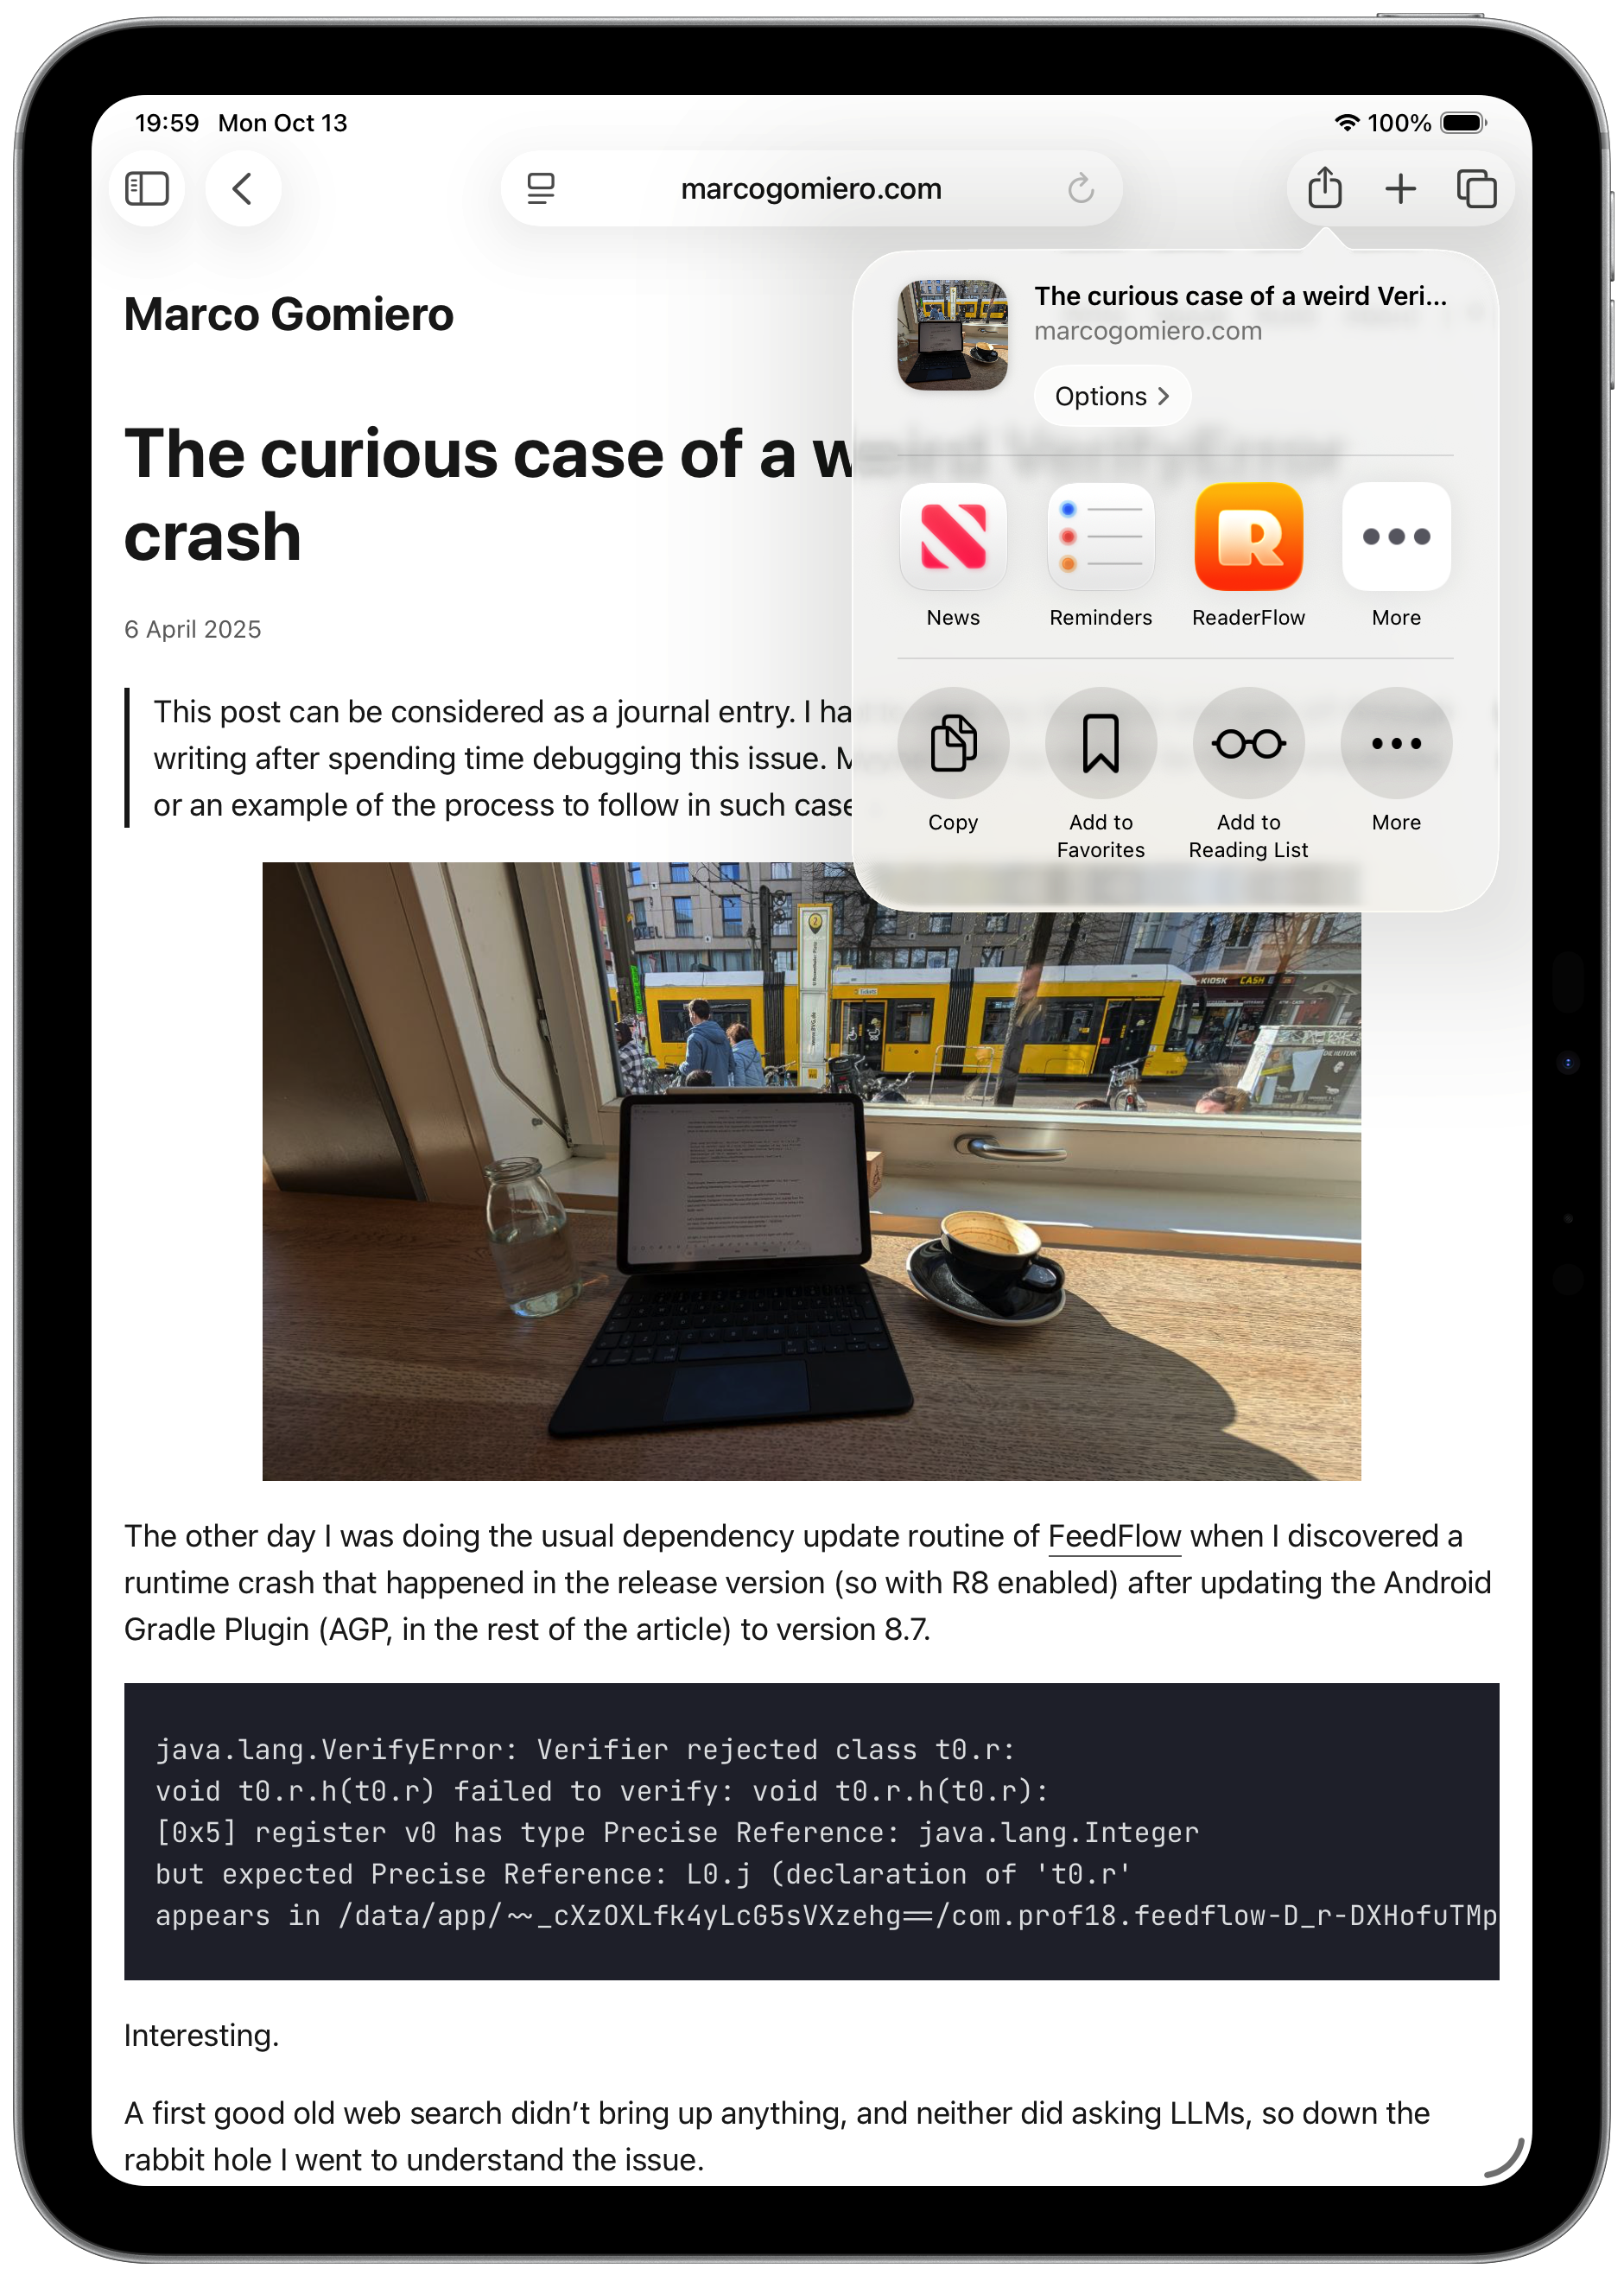 19:59 Mon Oct 13
100%
marcogomiero.com
The curious case of a weird Veri...
marcogomiero.com
Options
News Reminders ReaderFlow More
Copy Add to Favorites Add to Reading List More
Marco Gomiero
The curious case of a weird VerifyError
crash
6 April 2025
This post can be considered as a journal entry. I ha
writing after spending time debugging this issue. M
or an example of the process to follow in such case
KIOSK CASH
The other day I was doing the usual dependency update routine of FeedFlow when I discovered a
runtime crash that happened in the release version (so with R8 enabled) after updating the Android
Gradle Plugin (AGP, in the rest of the article) to version 8.7.
java.lang.VerifyError: Verifier rejected class t0.r:
void t0.r.h(t0.r) failed to verify: void t0.r.h(t0.r):
[0x5] register v0 has type Precise Reference: java.lang.Integer
but expected Precise Reference: L0.j (declaration of 't0.r'
appears in /data/app/~~_cXzOXLfk4yLcG5sVXzehg==/com.prof18.feedflow-D_r-DXHofuTMp
Interesting.
A first good old web search didn’t bring up anything, and neither did asking LLMs, so down the
rabbit hole I went to understand the issue.